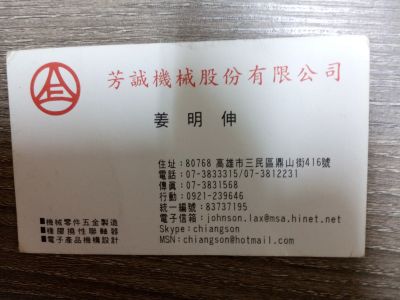 芳誠機械股份有限公司
姜明伸
住址：80768 高雄市三民區鼎山街416號
電話：07-3833315/07-3812231
傳真：07-3831568
行動：0921-239646
統一編號：83737195
電子信箱：johnson.lax@msa.hinet.net
Skype：chiangson
MSN：chiangson@hotmail.com
■機械零件五金製造
■橡膠撓性聯軸器
■電子產品機構設計